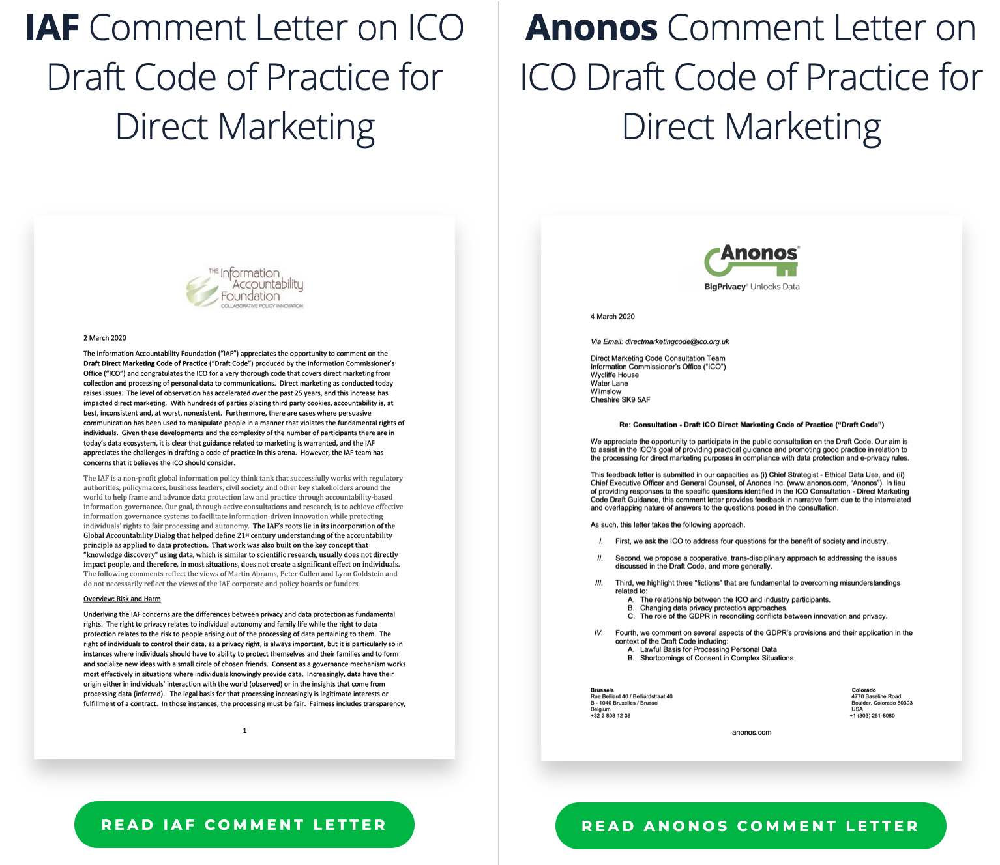 IAF Comment Letter on ICO
Draft Code of Practice for
Direct Marketing
THE Information
Accountability
Foundation
COLLABORATIVE POLICY INNOVATION
2 March 2020
The Information Accountability Foundation (“IAF”) appreciates the opportunity to comment on the
Draft Direct Marketing Code of Practice (“Draft Code”) produced by the Information Commissioner’s
Office (“ICO”) and congratulates the ICO for a very thorough code that covers direct marketing from
collection and processing of personal data to communications. Direct marketing as conducted today
raises issues. The level of observation has accelerated over the past 25 years, and this increase has
impacted direct marketing. With hundreds of parties placing third party cookies, accountability is, at
best, inconsistent and, at worst, nonexistent. Furthermore, there are cases where persuasive
communication has been used to manipulate people in a manner that violates the fundamental rights of
individuals. Given these developments and the complexity of the number of participants there are in
today’s data ecosystem, it is clear that guidance related to marketing is warranted, and the IAF
appreciates the challenges in drafting a code of practice in this arena. However, the IAF team has
concerns that it believes the ICO should consider.
The IAF is a non-profit global information policy think tank that successfully works with regulatory
authorities, policymakers, business leaders, civil society and other key stakeholders around the
world to help frame and advance data protection law and practice through accountability-based
information governance. Our goal, through active consultations and research, is to achieve effective
information governance systems to facilitate information-driven innovation while protecting
individuals’ rights to fair processing and autonomy. The IAF’s roots lie in its incorporation of the
Global Accountability Dialog that helped define 21st century understanding of the accountability
principle as applied to data protection. That work was also built on the key concept that
“knowledge discovery” using data, which is similar to scientific research, usually does not directly
impact people, and therefore, in most situations, does not create a significant effect on individuals.
The following comments reflect the views of Martin Abrams, Peter Cullen and Lynn Goldstein and
do not necessarily reflect the views of the IAF corporate and policy boards or funders.
Overview: Risk and Harm
Underlying the IAF concerns are the differences between privacy and data protection as fundamental
rights. The right to privacy relates to individual autonomy and family life while the right to data
protection relates to the risk to people arising out of the processing of data pertaining to them. The
right of individuals to control their data, as a privacy right, is always important, but it is particularly so in
instances where individuals should have to ability to protect themselves and their families and to form
and socialize new ideas with a small circle of chosen friends. Consent as a governance mechanism works
most effectively in situations where individuals knowingly provide data. Increasingly, data have their
origin either in individuals’ interaction with the world (observed) or in the insights that come from
processing data (inferred). The legal basis for that processing increasingly is legitimate interests or
fulfillment of a contract. In those instances, the processing must be fair. Fairness includes transparency,
1
READ IAF COMMENT LETTER
Anonos Comment Letter on
ICO Draft Code of Practice for
Direct Marketing
Anonos®
BigPrivacy® Unlocks Data
4 March 2020
Via Email: directmarketingcode@ico.org.uk
Direct Marketing Code Consultation Team
Information Commissioner’s Office (“ICO”)
Wycliffe House
Water Lane
Wilmslow
Cheshire SK9 5AF
Re: Consultation - Draft ICO Direct Marketing Code of Practice (“Draft Code”)
We appreciate the opportunity to participate in the public consultation on the Draft Code. Our aim is
to assist in the ICO’s goal of providing practical guidance and promoting good practice in relation to
the processing for direct marketing purposes in compliance with data protection and e-privacy rules.
This feedback letter is submitted in our capacities as (i) Chief Strategist - Ethical Data Use, and (ii)
Chief Executive Officer and General Counsel, of Anonos Inc. (www.anonos.com, “Anonos”). In lieu
of providing responses to the specific questions identified in the ICO Consultation - Direct Marketing
Code Draft Guidance, this comment letter provides feedback in narrative form due to the interrelated
and overlapping nature of answers to the questions posed in the consultation.
As such, this letter takes the following approach.
I. First, we ask the ICO to address four questions for the benefit of society and industry.
II. Second, we propose a cooperative, trans-disciplinary approach to addressing the issues
discussed in the Draft Code, and more generally.
III. Third, we highlight three “fictions” that are fundamental to overcoming misunderstandings
related to:
A. The relationship between the ICO and industry participants.
B. Changing data privacy protection approaches.
C. The role of the GDPR in reconciling conflicts between innovation and privacy.
IV. Fourth, we comment on several aspects of the GDPR’s provisions and their application in the
context of the Draft Code including:
A. Lawful Basis for Processing Personal Data
B. Shortcomings of Consent in Complex Situations
Brussels
Rue Belliard 40 / Belliardstraat 40
B - 1040 Bruxelles / Brussel
Belgium
+32 2 808 12 36
Colorado
4770 Baseline Road
Boulder, Colorado 80303
USA
+1 (303) 261-8080
anonos.com
READ ANONOS COMMENT LETTER